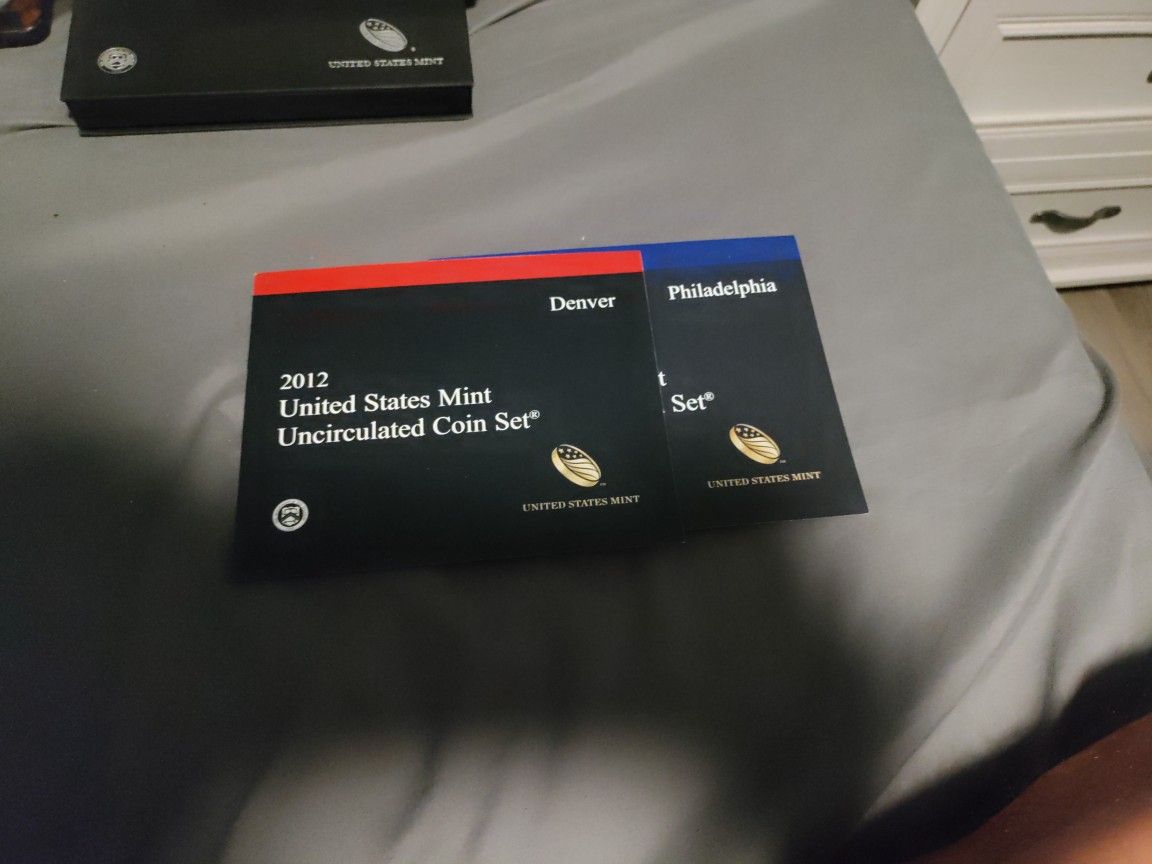 UNITED STATES MINT
Denver
2012
United States Mint
Uncirculated Coin Set®
UNITED STATES MINT
Philadelphia
t
Set®
UNITED STATES MINT